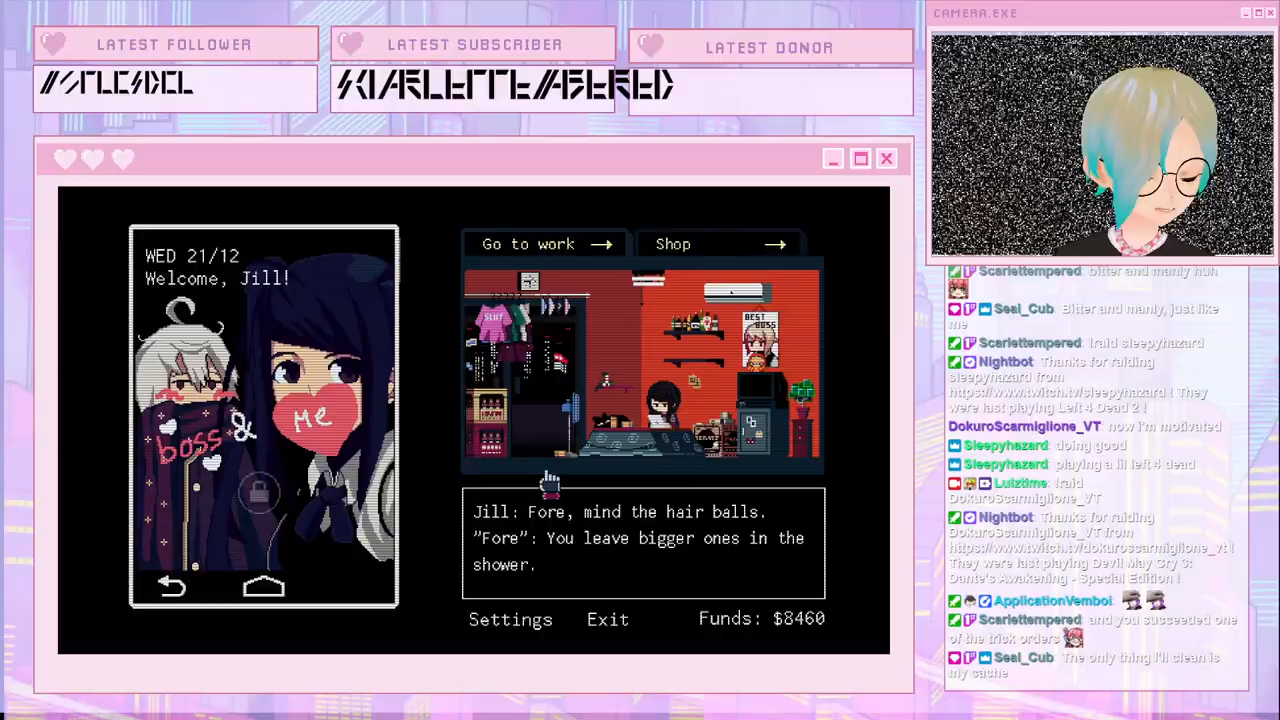 LATEST FOLLOWER
LATEST SUBSCRIBER
LATEST DONOR
CAMERA.EXE
WED 21/12
Welcome, Jill!
boss
&
Me
Go to work →
Shop →
SLUT
BEST
BOSS
Jill: Fore, mind the hair balls.
"Fore": You leave bigger ones in the
shower.
Settings
Exit
Funds: $8460
Scarlettempered bitter and manly huh
Seal_Cub Bitter and manly, just like
me
Scarlettempered !raid sleepyhazard
Nightbot Thanks for raiding
sleepyhazard from
https://www.twitch.tv/sleepyhazard ! They
were last playing Left 4 Dead 2 !
DokuroScarmiglione_VT now I'm motivated
Sleepyhazard doing good
Sleepyhazard playing a lil left 4 dead
Luiztime !raid
DokuroScarmiglione_VT
Nightbot Thanks for raiding
DokuroScarmiglione_VT from
https://www.twitch.tv/dokuroscarmiglione_vt !
They were last playing Devil May Cry 3:
Dante's Awakening - Special Edition !
ApplicationVemboi
Scarlettempered and you succeeded one
of the trick orders
Seal_Cub The only thing I'll clean is
my cache